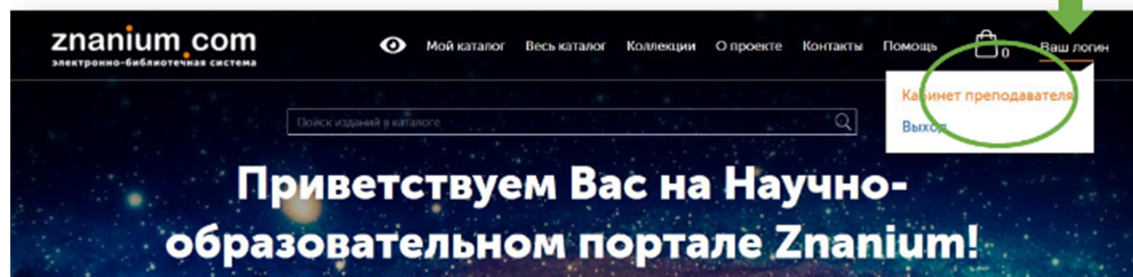 znanium.com
электронно-библиотечная система
Мой каталог Весь каталог Коллекции О проекте Контакты Помощь 0 Ваш логин
Кабинет преподавателя
Поиск изданий в каталоге
Выход
Приветствуем Вас на Научно-
образовательном портале Znanium!